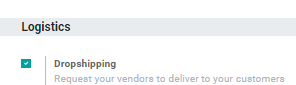 Logistics
Dropshipping
Request your vendors to deliver to your customers